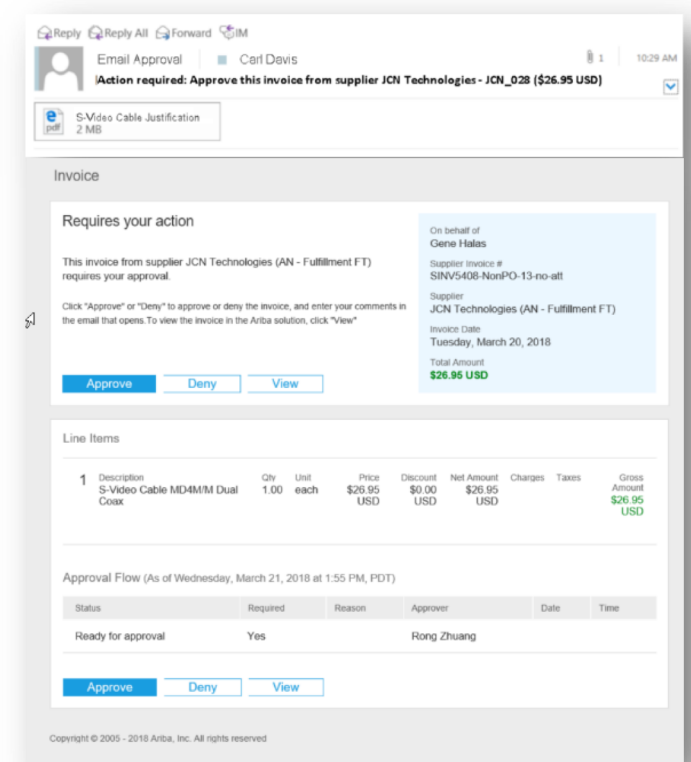 Reply Reply All Forward IM
Email Approval Carl Davis 1 10:29 AM
Action required: Approve this invoice from supplier JCN Technologies - JCN_028 ($26.95 USD)
e
pdf
S-Video Cable Justification
2 MB
Invoice
Requires your action
This invoice from supplier JCN Technologies (AN - Fulfillment FT)
requires your approval.
Click "Approve" or "Deny" to approve or deny the invoice, and enter your comments in
the email that opens.To view the invoice in the Ariba solution, click "View"
Approve Deny View
On behalf of
Gene Halas
Supplier Invoice #
SINV5408-NonPO-13-no-att
Supplier
JCN Technologies (AN - Fulfillment FT)
Invoice Date
Tuesday, March 20, 2018
Total Amount
$26.95 USD
Line Items
1 Description Qty Unit Price Discount Net Amount Charges Taxes Gross
Amount
S-Video Cable MD4M/M Dual 1.00 each $26.95 $0.00 $26.95 $26.95
Coax USD USD USD USD
Approval Flow (As of Wednesday, March 21, 2018 at 1:55 PM, PDT)
Status Required Reason Approver Date Time
Ready for approval Yes Rong Zhuang
Approve Deny View
Copyright © 2005 - 2018 Ariba, Inc. All rights reserved